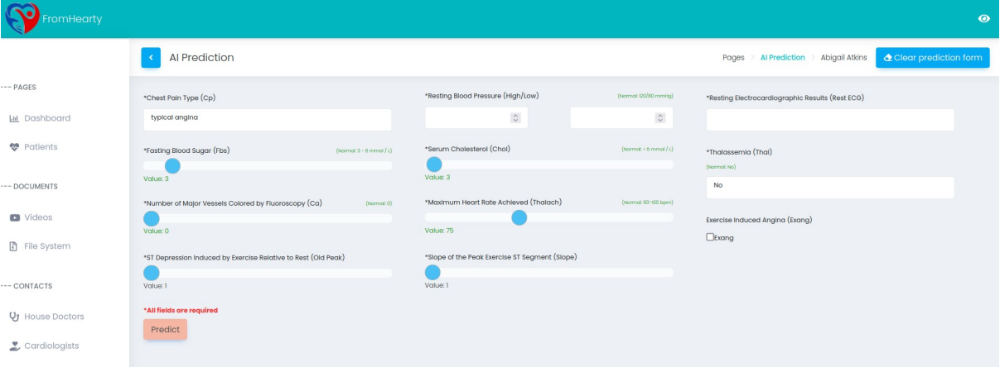 FromHearty
AI Prediction
Pages > AI Prediction > Abigail Atkins
Clear prediction form
--- PAGES
Dashboard
Patients
--- DOCUMENTS
Videos
File System
--- CONTACTS
House Doctors
Cardiologists
*Chest Pain Type (Cp)
typical angina
*Resting Blood Pressure (High/Low)
(Normal: 120/80 mmHg)
*Resting Electrocardiographic Results (Rest ECG)
*Fasting Blood Sugar (Fbs)
(Normal: 3 - 6 mmol / L)
Value: 3
*Serum Cholesterol (Chol)
(Normal: < 5 mmol / L)
Value: 3
*Thalassemia (Thal)
(Normal: No)
No
*Number of Major Vessels Colored by Fluoroscopy (Ca)
(Normal: 0)
Value: 0
*Maximum Heart Rate Achieved (Thalach)
(Normal: 60-100 bpm)
Value: 75
Exercise Induced Angina (Exang)
Exang
*ST Depression Induced by Exercise Relative to Rest (Old Peak)
Value: 1
*Slope of the Peak Exercise ST Segment (Slope)
Value: 1
*All fields are required
Predict